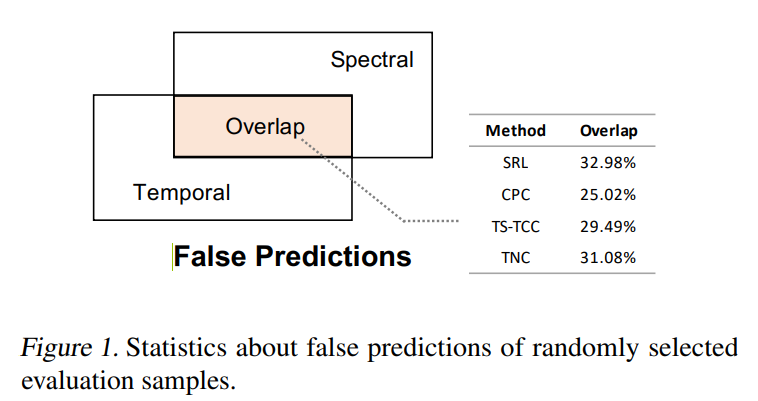 Spectral
Overlap
Temporal
False Predictions
Method Overlap
SRL 32.98%
CPC 25.02%
TS-TCC 29.49%
TNC 31.08%
Figure 1. Statistics about false predictions of randomly selected
evaluation samples.